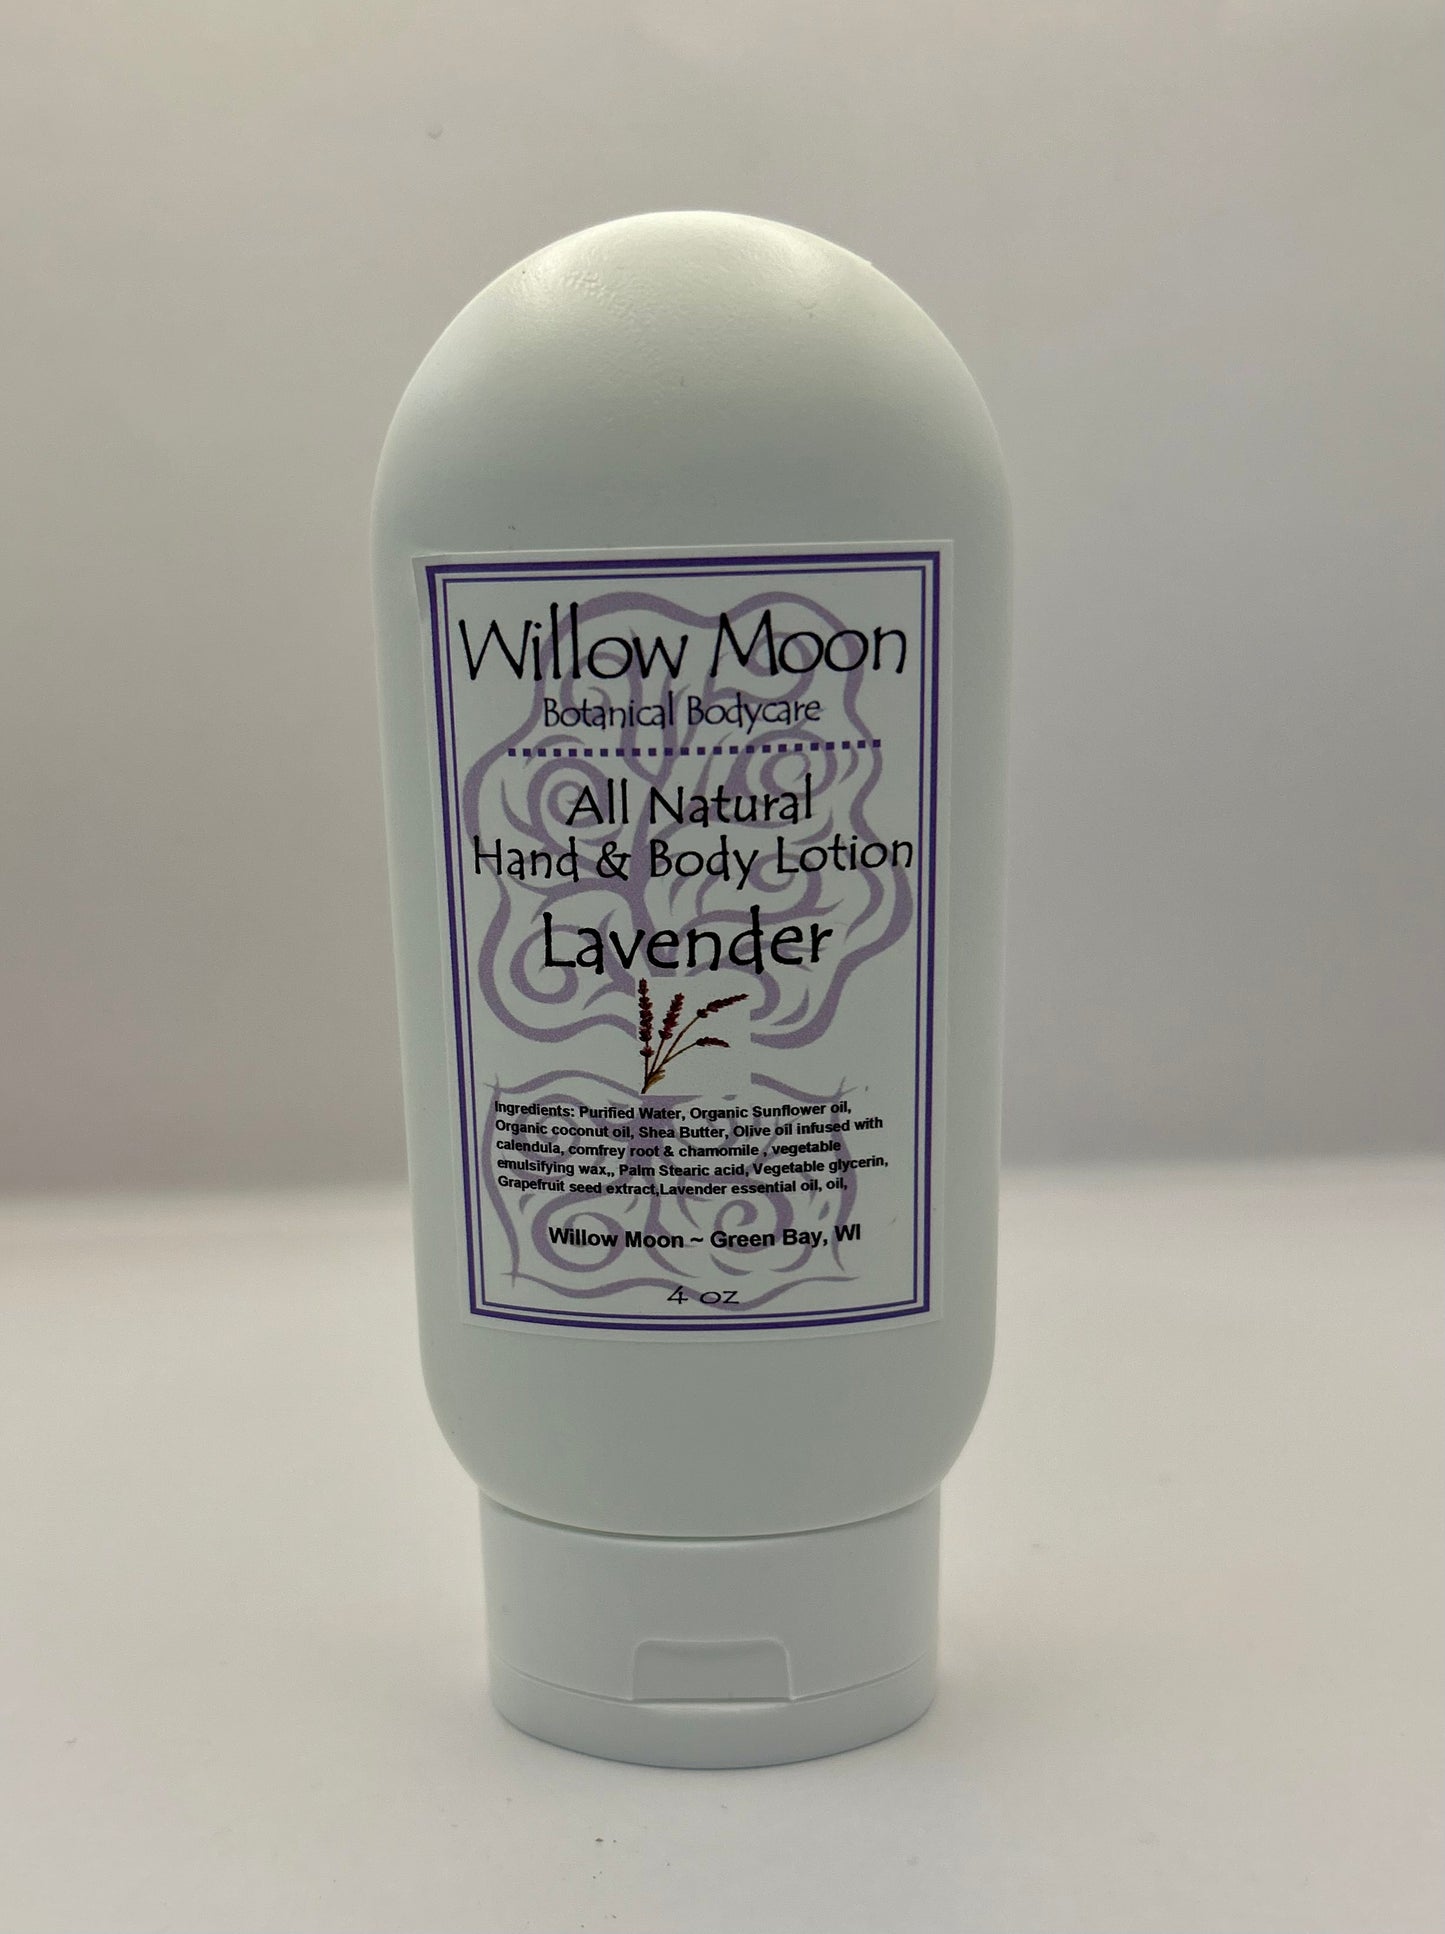 Willow Moon
Botanical Bodycare
All Natural
Hand & Body Lotion
Lavender
Ingredients: Purified Water, Organic Sunflower oil,
Organic coconut oil, Shea Butter, Olive oil infused with
calendula, comfrey root & chamomile , vegetable
emulsifying wax,, Palm Stearic acid, Vegetable glycerin,
Grapefruit seed extract,Lavender essential oil, oil,
Willow Moon ~ Green Bay, WI
4 oz